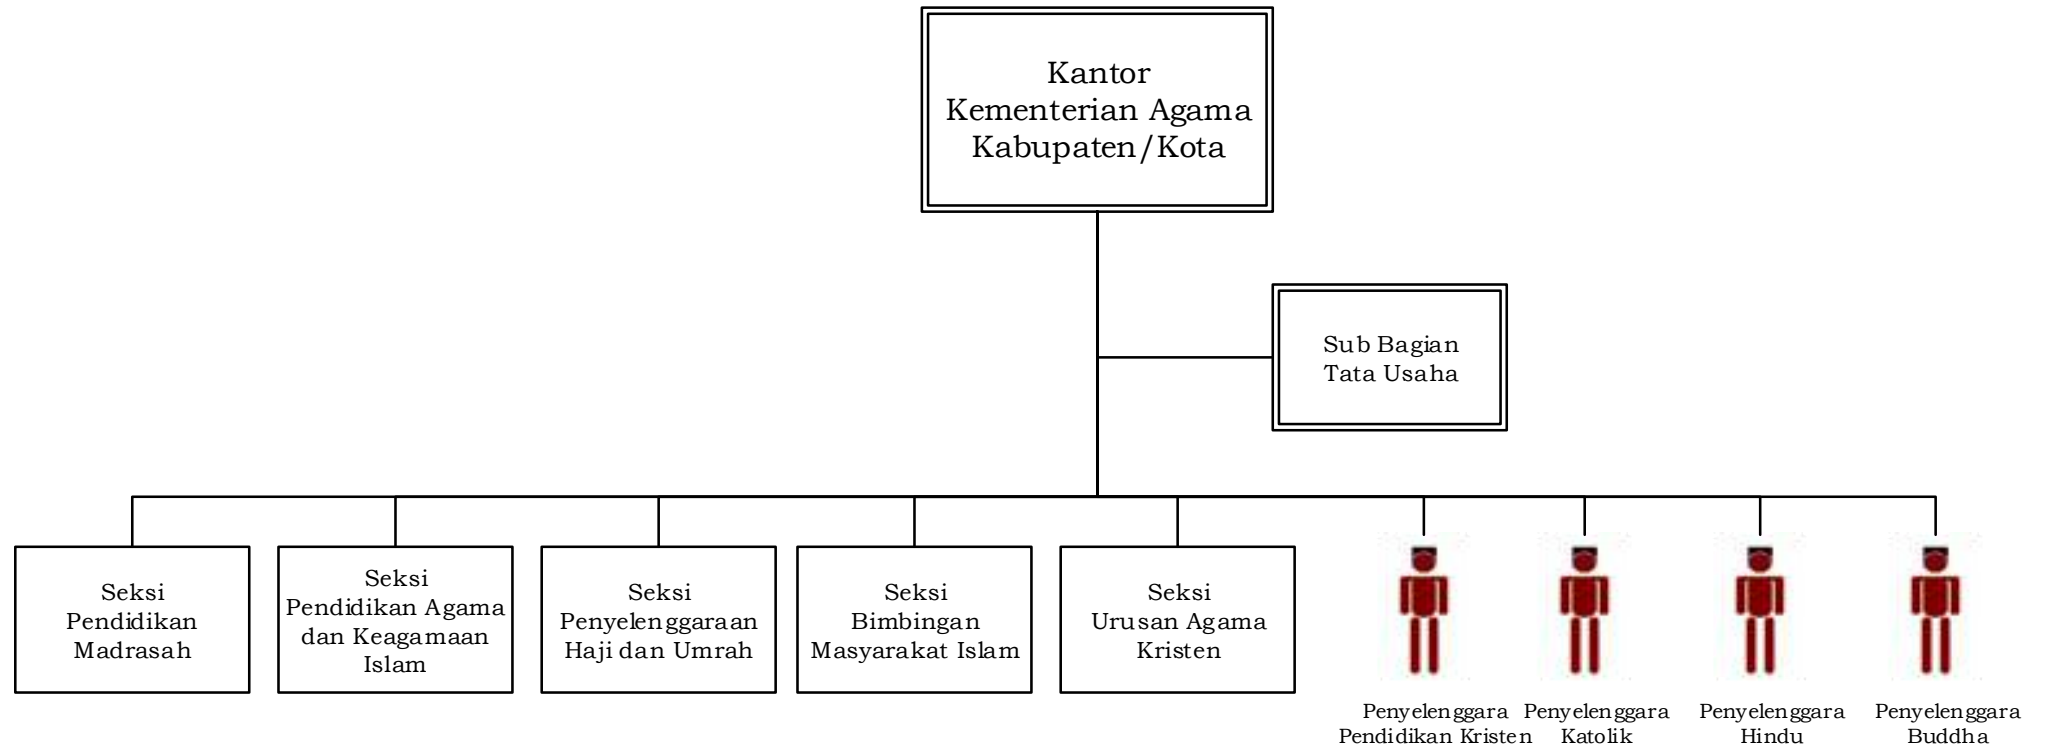 Kantor
Kementerian Agama
Kabupaten/Kota
Sub Bagian
Tata Usaha
Seksi
Pendidikan
Madrasah
Seksi
Pendidikan Agama
dan Keagamaan
Islam
Seksi
Penyelenggaraan
Haji dan Umrah
Seksi
Bimbingan
Masyarakat Islam
Seksi
Urusan Agama
Kristen
Penyelenggara
Pendidikan Kristen
Penyelenggara
Katolik
Penyelenggara
Hindu
Penyelenggara
Buddha